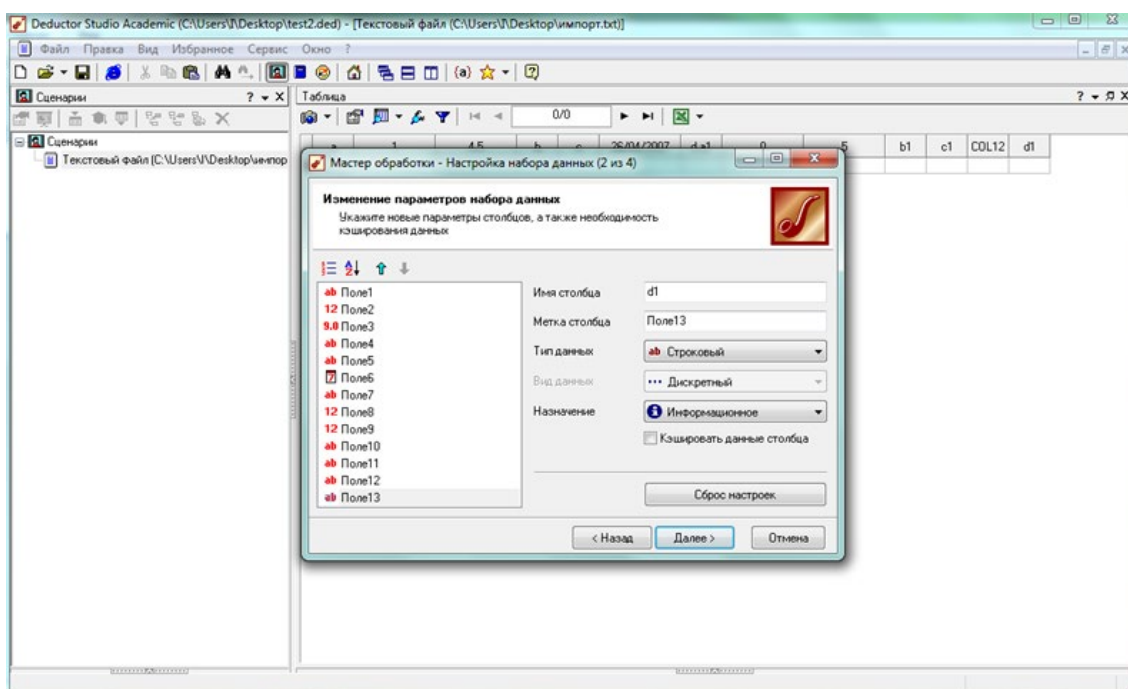 Deductor Studio Academic (C:\Users\I\Desktop\test2.ded) - [Текстовый файл (C:\Users\I\Desktop\импорт.txt)]
Файл Правка Вид Избранное Сервис Окно ?
Сценарии ? X
Таблица ? X
0/0
Сценарии
Текстовый файл (C:\Users\I\Desktop\импор
a 1 4.5 b c 26/04/2007 d a1 0 5 b1 c1 COL12 d1
Мастер обработки - Настройка набора данных (2 из 4)
Изменение параметров набора данных
Укажите новые параметры столбцов, а также необходимость
кэширования данных
ab Поле1
12 Поле2
9.0 Поле3
ab Поле4
ab Поле5
7 Поле6
ab Поле7
12 Поле8
12 Поле9
ab Поле10
ab Поле11
ab Поле12
ab Поле13
Имя столбца d1
Метка столбца Поле13
Тип данных ab Строковый
Вид данных Дискретный
Назначение Информационное
Кэшировать данные столбца
Сброс настроек
< Назад Далее > Отмена